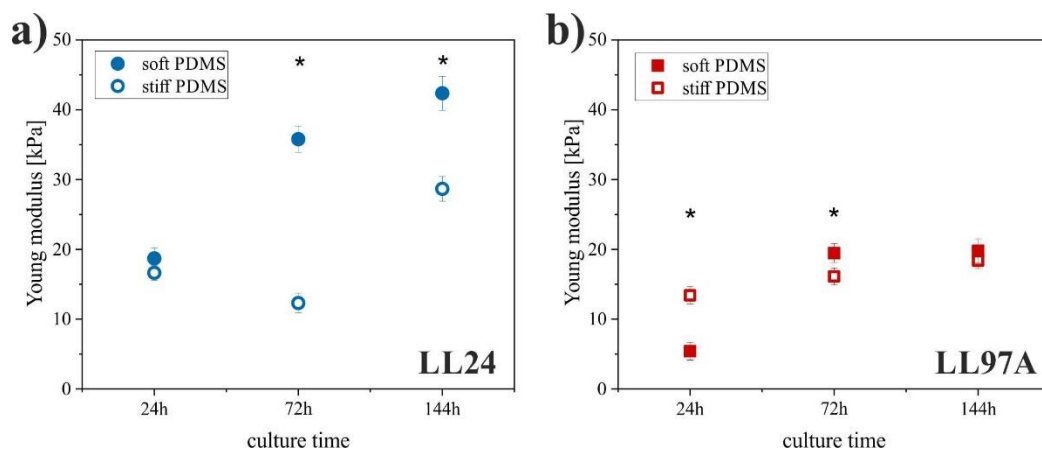 a)
50
40
30
20
10
0
Young modulus [kPa]
soft PDMS
stiff PDMS
*
*
LL24
24h
72h
144h
culture time
b)
50
40
30
20
10
0
Young modulus [kPa]
soft PDMS
stiff PDMS
*
*
LL97A
24h
72h
144h
culture time